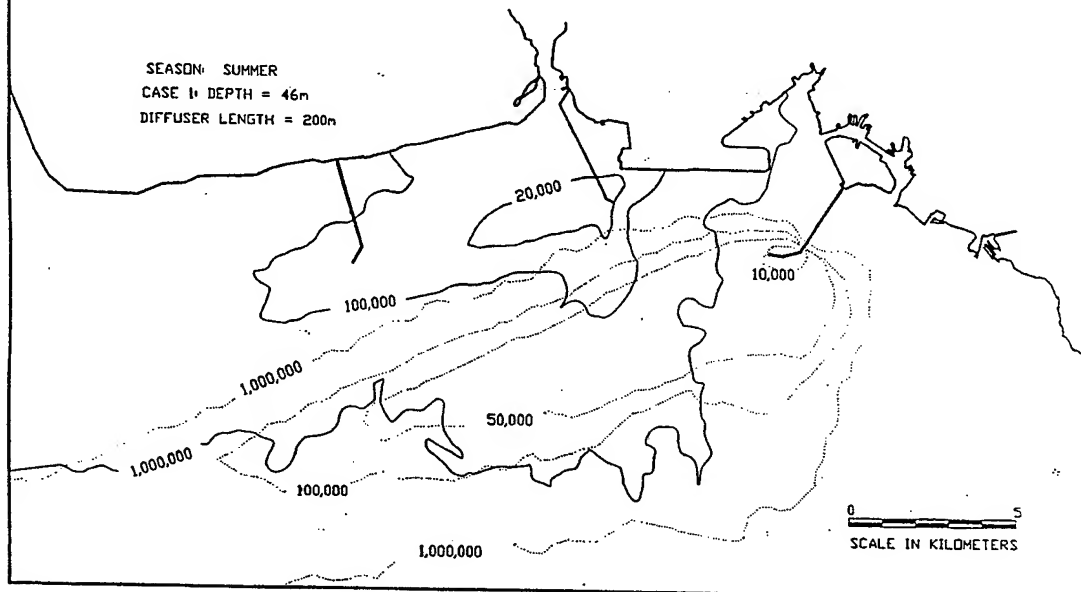 SEASON: SUMMER
CASE 1: DEPTH = 46m
DIFFUSER LENGTH = 200m
20,000
10,000
100,000
1,000,000
50,000
1,000,000
100,000
1,000,000
0 5
SCALE IN KILOMETERS